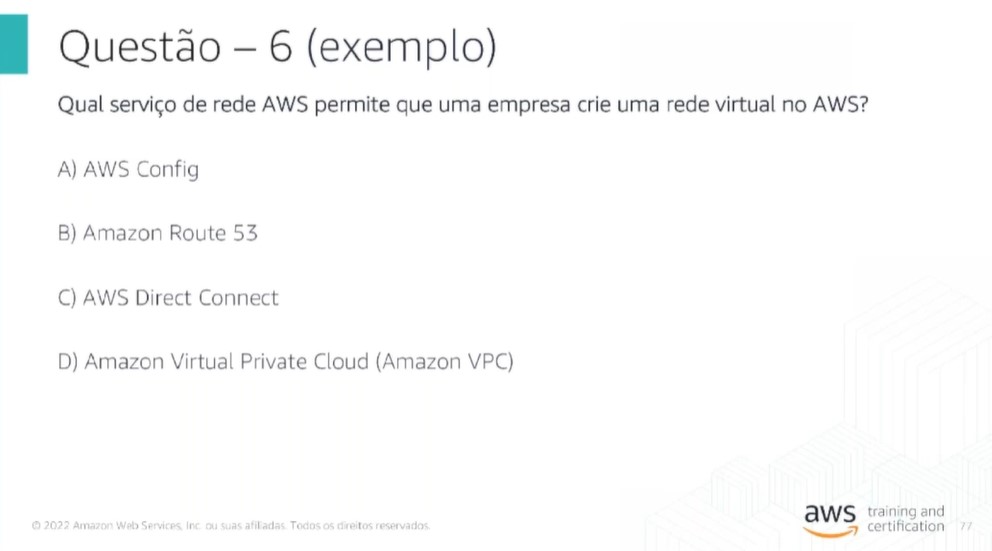 Questão – 6 (exemplo)
Qual serviço de rede AWS permite que uma empresa crie uma rede virtual no AWS?
A) AWS Config
B) Amazon Route 53
C) AWS Direct Connect
D) Amazon Virtual Private Cloud (Amazon VPC)
© 2022 Amazon Web Services, Inc. ou suas afiliadas. Todos os direitos reservados.
aws training and
certification 77